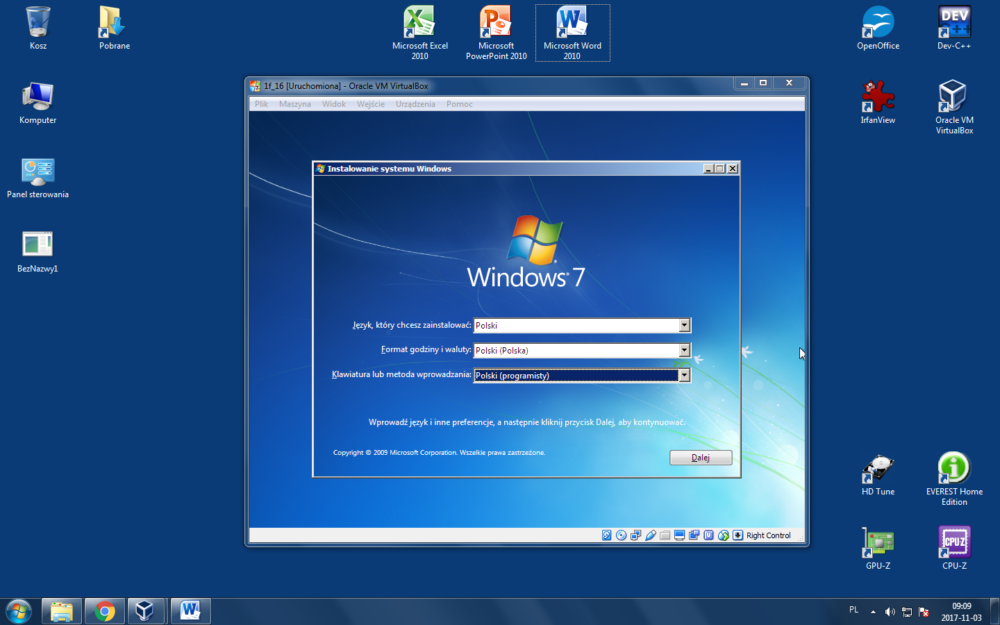 Kosz
Pobrane
Microsoft Excel
2010
Microsoft
PowerPoint 2010
Microsoft Word
2010
OpenOffice
DEV
C++
Dev-C++
Komputer
IrfanView
Oracle VM
VirtualBox
Panel sterowania
BezNazwy1
1f_16 [Uruchomiona] - Oracle VM VirtualBox
Plik Maszyna Widok Wejście Urządzenia Pomoc
Instalowanie systemu Windows
Windows 7
Język, który chcesz zainstalować: Polski
Format godziny i waluty: Polski (Polska)
Klawiatura lub metoda wprowadzania: Polski (programisty)
Wprowadź język i inne preferencje, a następnie kliknij przycisk Dalej, aby kontynuować.
Copyright © 2009 Microsoft Corporation. Wszelkie prawa zastrzeżone.
Dalej
Right Control
HD Tune
EVEREST Home
Edition
GPU-Z
CPU-Z
CPU-Z
PL
09:09
2017-11-03